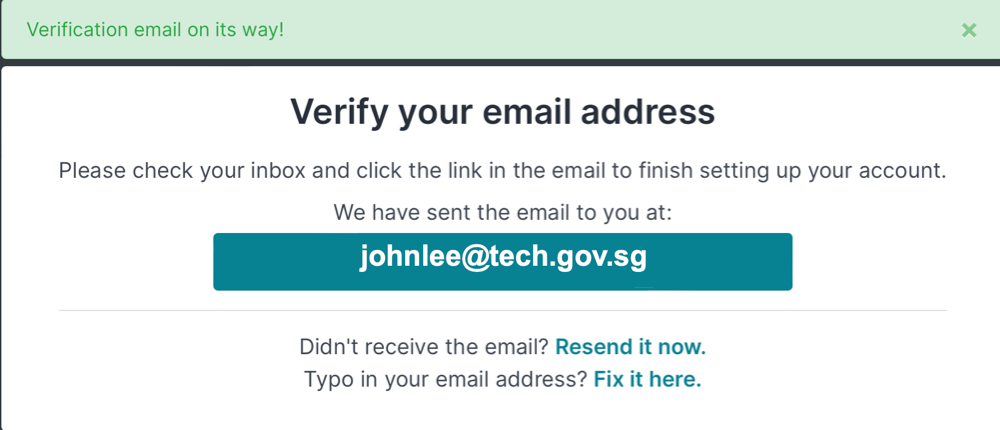 Verification email on its way!
×
Verify your email address
Please check your inbox and click the link in the email to finish setting up your account.
We have sent the email to you at:
johnlee@tech.gov.sg
Didn't receive the email? Resend it now.
Typo in your email address? Fix it here.